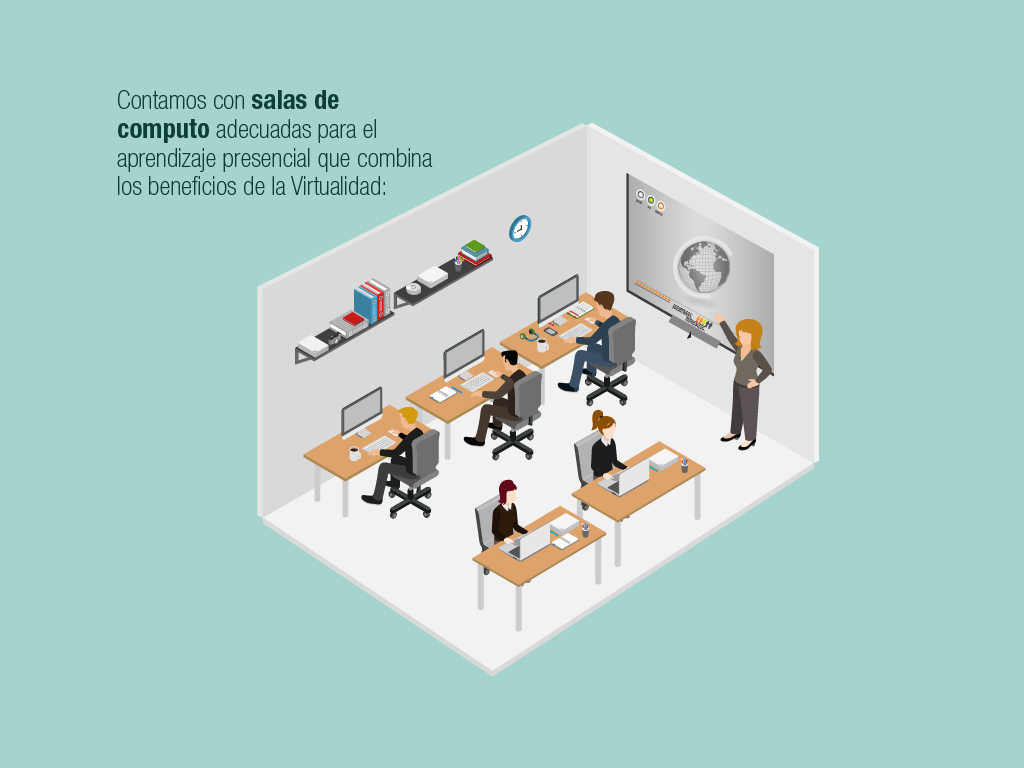 Contamos con salas de
computo adecuadas para el
aprendizaje presencial que combina
los beneficios de la Virtualidad: